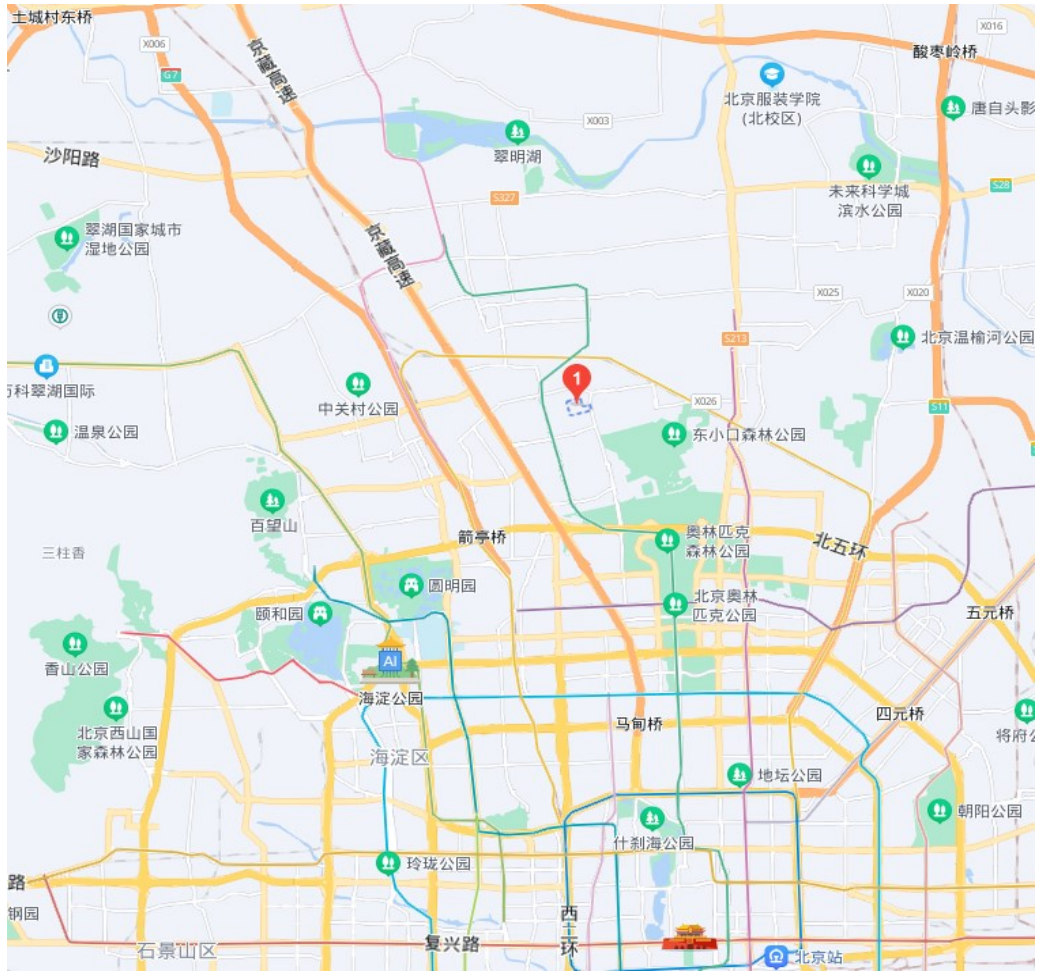 土城村东桥
X006
G7
京藏高速
X016
酸枣岭桥
北京服装学院
(北校区)
唐自头影
X003
翠明湖
沙阳路
S327
未来科学城
滨水公园
S28
翠湖国家城市
湿地公园
京藏高速
X025
X020
S213
北京温榆河公园
万科翠湖国际
1
中关村公园
X026
S11
温泉公园
东小口森林公园
百望山
箭亭桥
奥林匹克
森林公园
北五环
三柱香
圆明园
颐和园
北京奥林
匹克公园
五元桥
香山公园
AI
海淀公园
北京西山国
家森林公园
马甸桥
四元桥
将府公
海淀区
地坛公园
朝阳公园
什刹海公园
玲珑公园
路
钢园
西二环
石景山区
复兴路
北京站